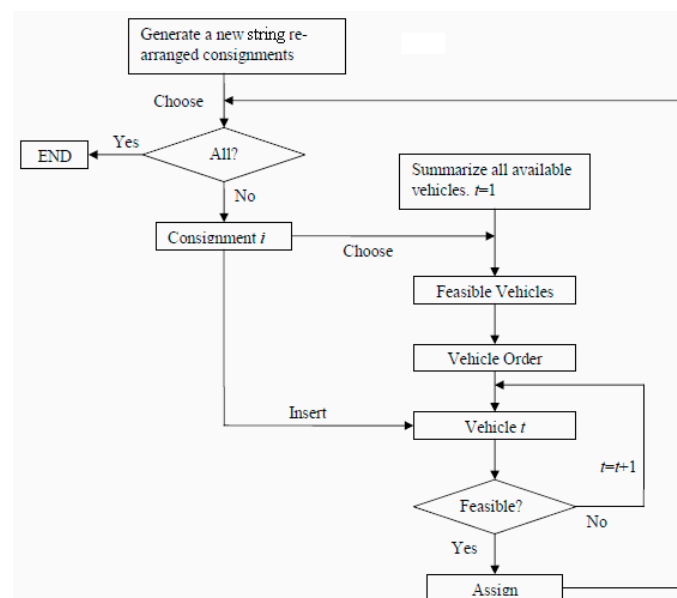 Generate a new string re-
arranged consignments
Choose
Yes
All?
END
No
Summarize all available
vehicles. t=1
Consignment i
Choose
Feasible Vehicles
Vehicle Order
Insert
Vehicle t
t=t+1
Feasible?
No
Yes
Assign